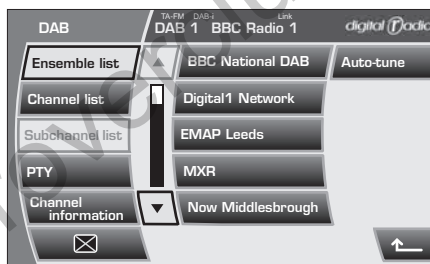 DAB
TA-FM DAB-i Link
DAB 1 BBC Radio 1
digital radio
Ensemble list
BBC National DAB
Auto-tune
Channel list
Digital1 Network
Subchannel list
EMAP Leeds
PTY
MXR
Channel
information
Now Middlesbrough